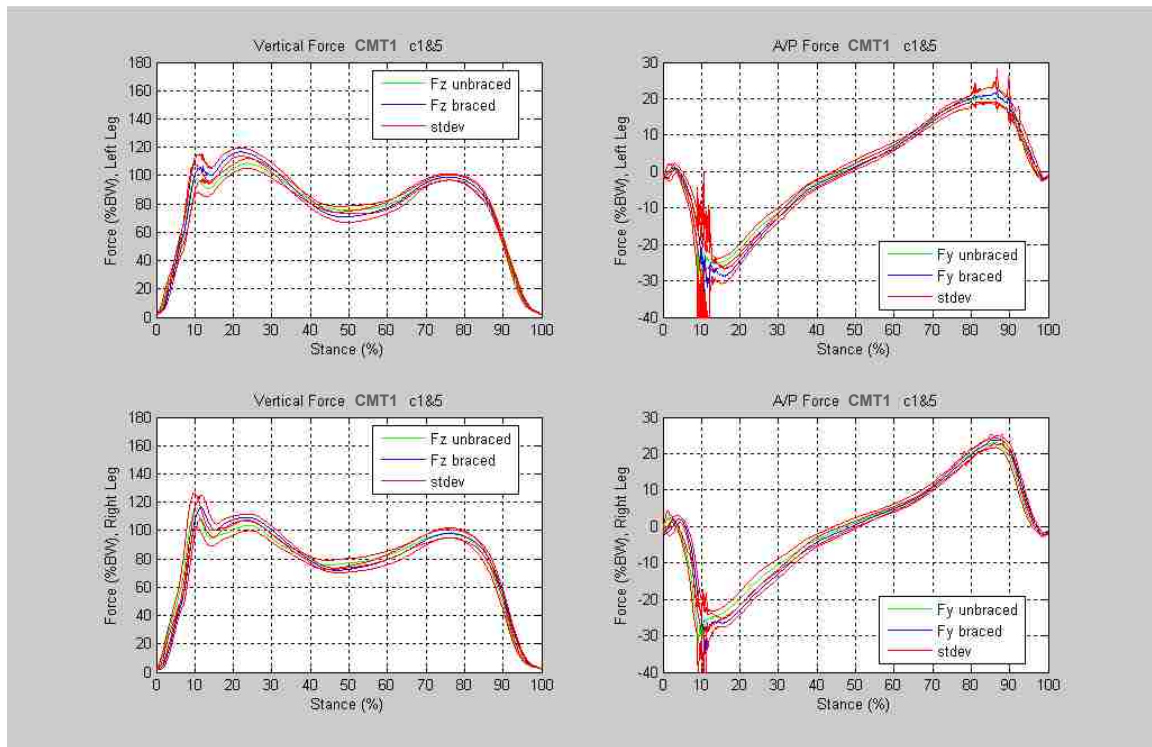 Vertical Force CMT1 c1&5
180
160
140
120
100
80
60
40
20
0
Force (%BW), Left Leg
Fz unbraced
Fz braced
stdev
0 10 20 30 40 50 60 70 80 90 100
Stance (%)
A/P Force CMT1 c1&5
30
20
10
0
-10
-20
-30
-40
Force (%BW), Left Leg
Fy unbraced
Fy braced
stdev
0 10 20 30 40 50 60 70 80 90 100
Stance (%)
Vertical Force CMT1 c1&5
180
160
140
120
100
80
60
40
20
0
Force (%BW), Right Leg
Fz unbraced
Fz braced
stdev
0 10 20 30 40 50 60 70 80 90 100
Stance (%)
A/P Force CMT1 c1&5
30
20
10
0
-10
-20
-30
-40
Force (%BW), Right Leg
Fy unbraced
Fy braced
stdev
0 10 20 30 40 50 60 70 80 90 100
Stance (%)